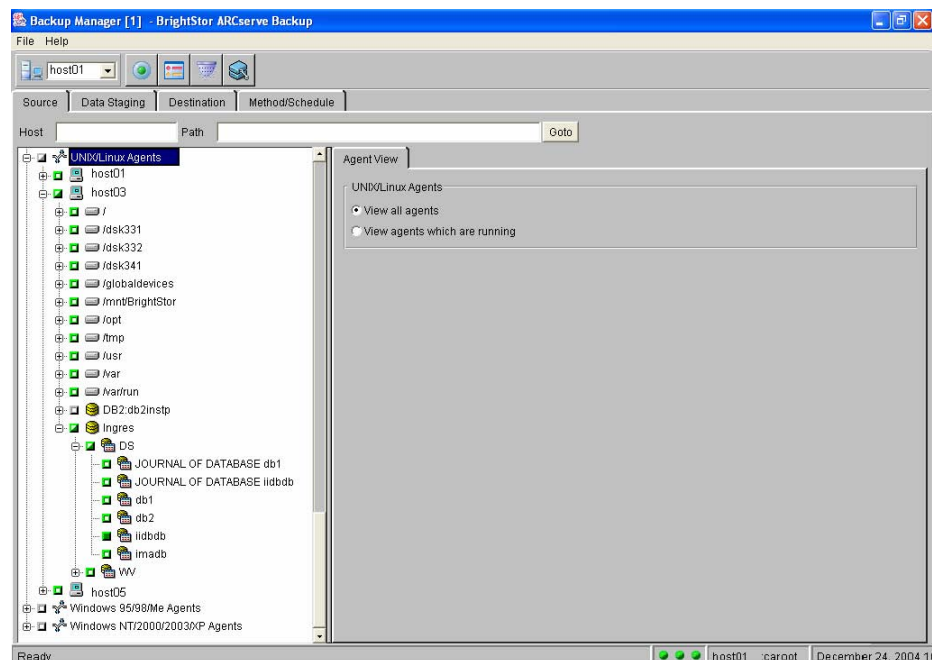 Backup Manager [1] - BrightStor ARCserve Backup
File Help
host01
Source Data Staging Destination Method/Schedule
Host Path Goto
UNIX/Linux Agents
host01
host03
/
/dsk331
/dsk332
/dsk341
/globaldevices
/mnt/BrightStor
/opt
/tmp
/usr
/var
/var/run
DB2:db2instp
Ingres
DS
JOURNAL OF DATABASE db1
JOURNAL OF DATABASE iidbdb
db1
db2
iidbdb
imadb
VW
host05
Windows 95/98/Me Agents
Windows NT/2000/2003/XP Agents
Agent View
UNIX/Linux Agents
View all agents
View agents which are running
Ready
host01 :caroot December 24, 2004